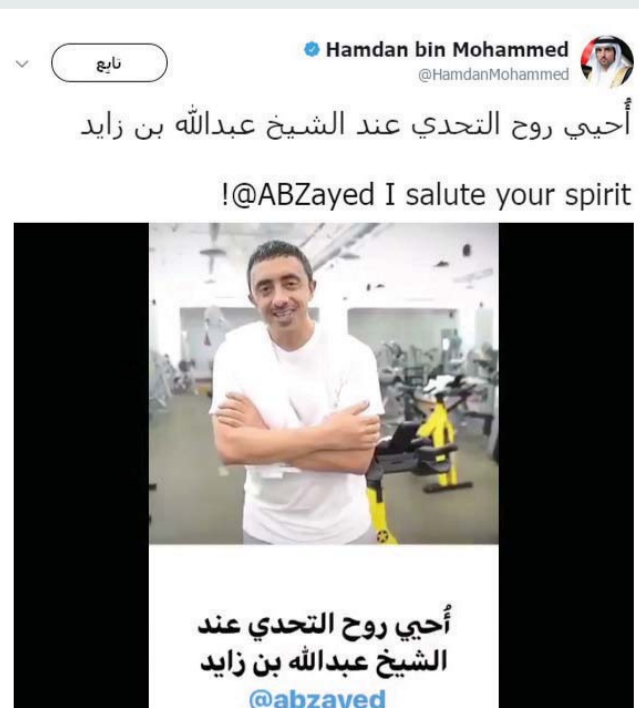 Hamdan bin Mohammed
@HamdanMohammed
تابع
أُحيي روح التحدي عند الشيخ عبدالله بن زايد
!@ABZayed I salute your spirit
أُحيي روح التحدي عند
الشيخ عبدالله بن زايد
@abzayed